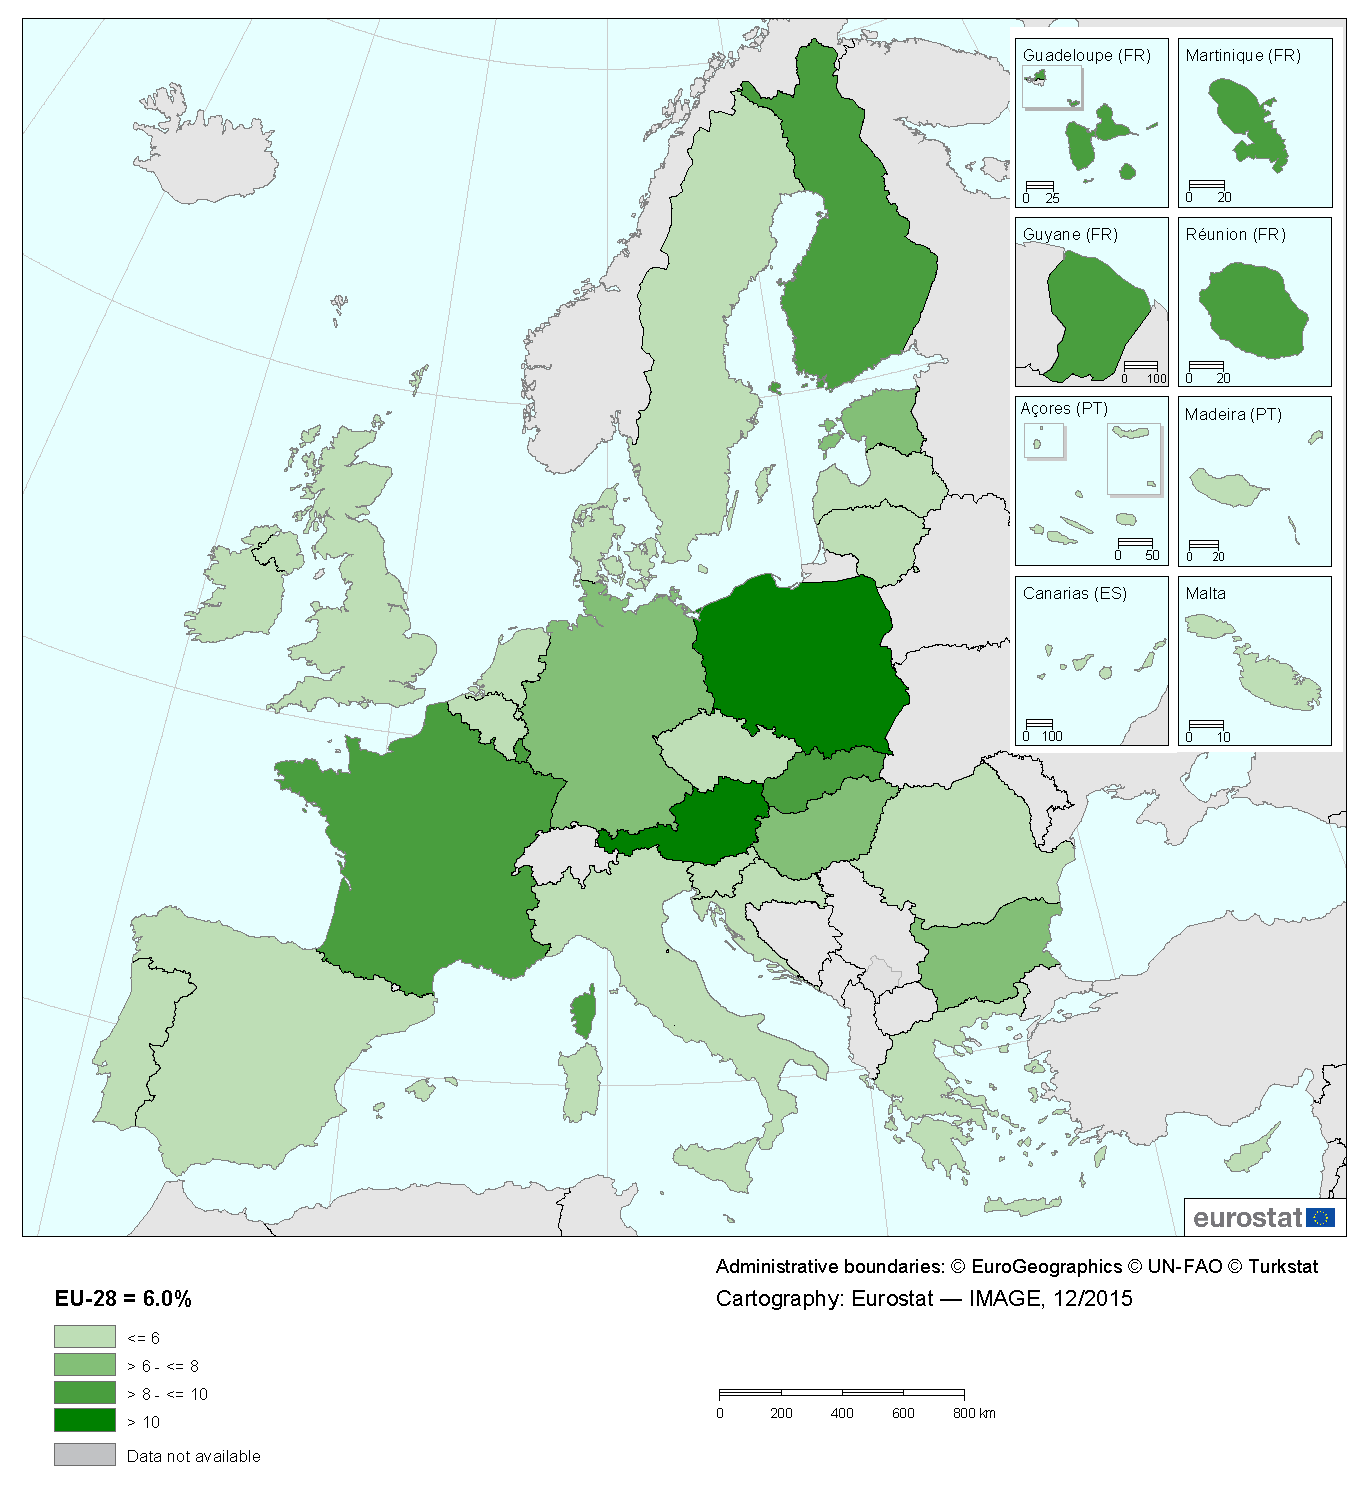 Guadeloupe (FR)
0 25
Martinique (FR)
0 20
Guyane (FR)
0 100
Réunion (FR)
0 20
Açores (PT)
0 50
Madeira (PT)
0 20
Canarias (ES)
0 100
Malta
0 10
eurostat
Administrative boundaries: © EuroGeographics © UN-FAO © Turkstat
Cartography: Eurostat — IMAGE, 12/2015
EU-28 = 6.0%
<= 6
> 6 - <= 8
> 8 - <= 10
> 10
Data not available
0 200 400 600 800 km